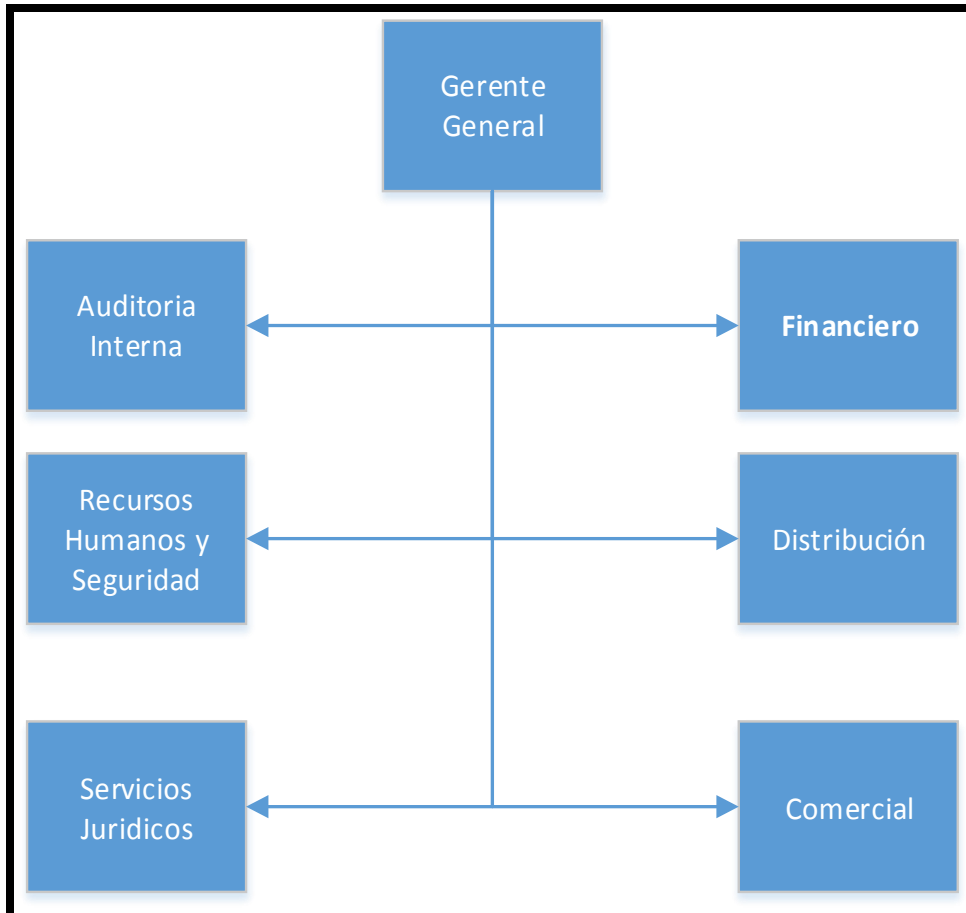 Gerente
General
Auditoria
Interna
Financiero
Recursos
Humanos y
Seguridad
Distribución
Servicios
Juridicos
Comercial